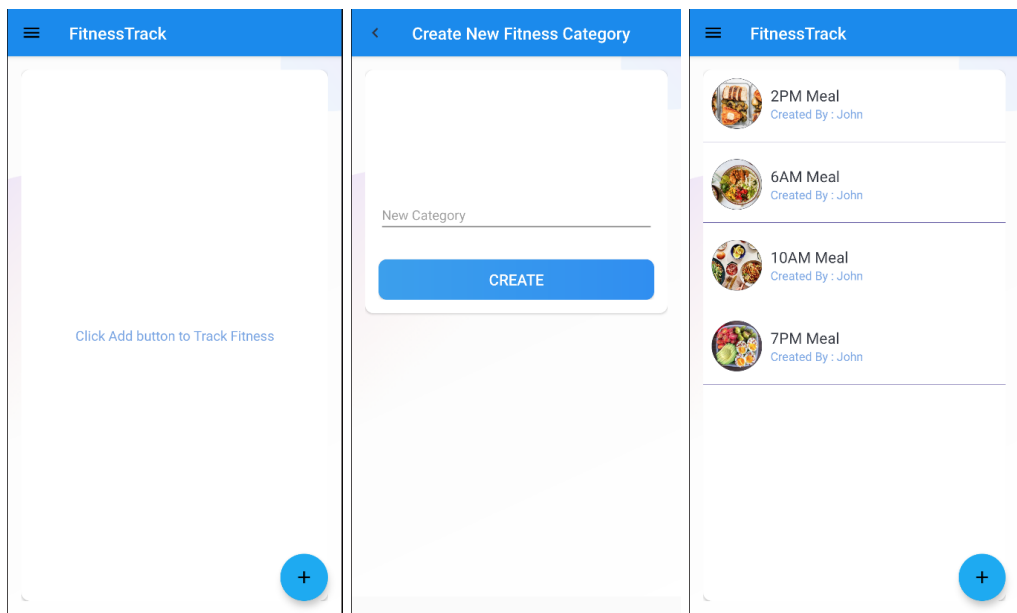 FitnessTrack
Click Add button to Track Fitness
+
Create New Fitness Category
New Category
CREATE
FitnessTrack
2PM Meal
Created By : John
6AM Meal
Created By : John
10AM Meal
Created By : John
7PM Meal
Created By : John
+